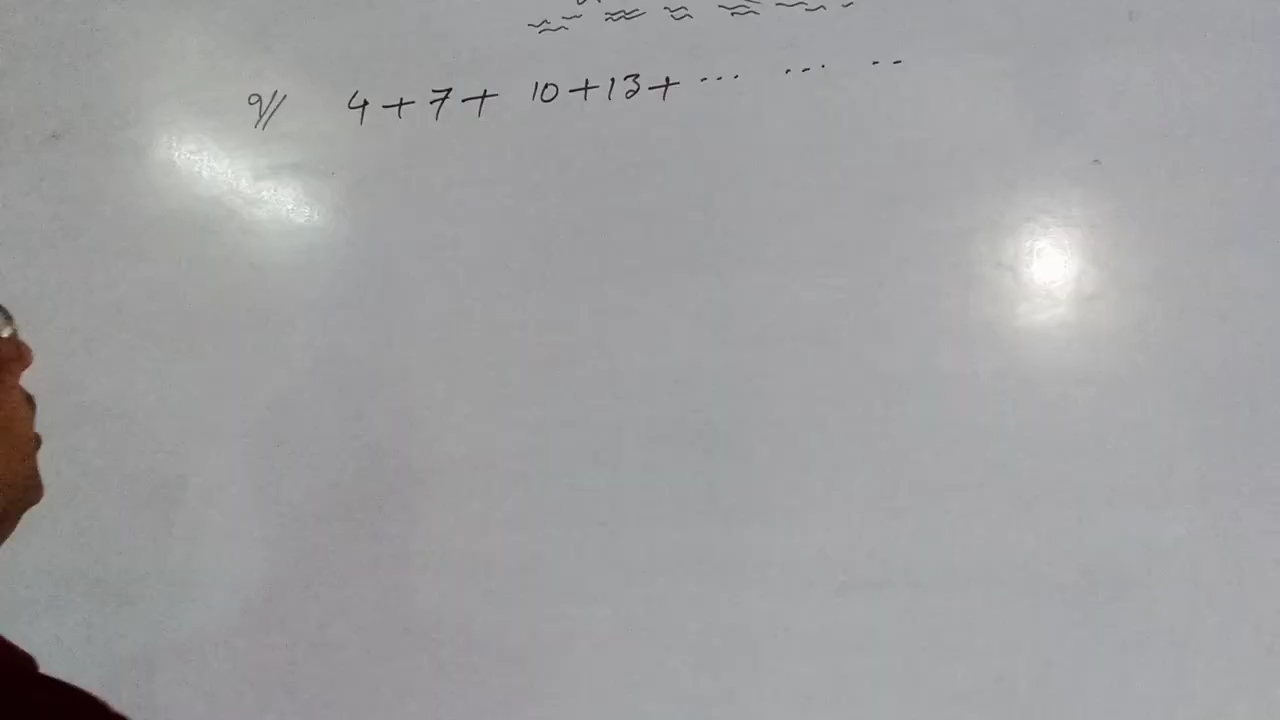 4 + 7 + 10 + 13 + ... ... ..